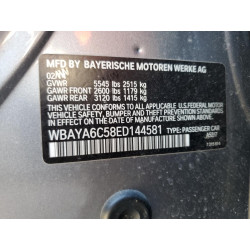 MFD BY BAYERISCHE MOTOREN WERKE AG
02/14
GVWR 5545 lbs 2515 kg
GAWR FRONT 2600 lbs 1179 kg
GAWR REAR 3120 lbs 1415 kg
THIS VEHICLE CONFORMS TO ALL APPLICABLE
FEDERAL MOTOR VEHICLE SAFETY, BUMPER, AND
THEFT PREVENTION STANDARDS IN EFFECT ON THE
DATE OF MANUFACTURE SHOWN ABOVE.
WBAYA6C58ED144581 TYPE: PASSENGER CAR